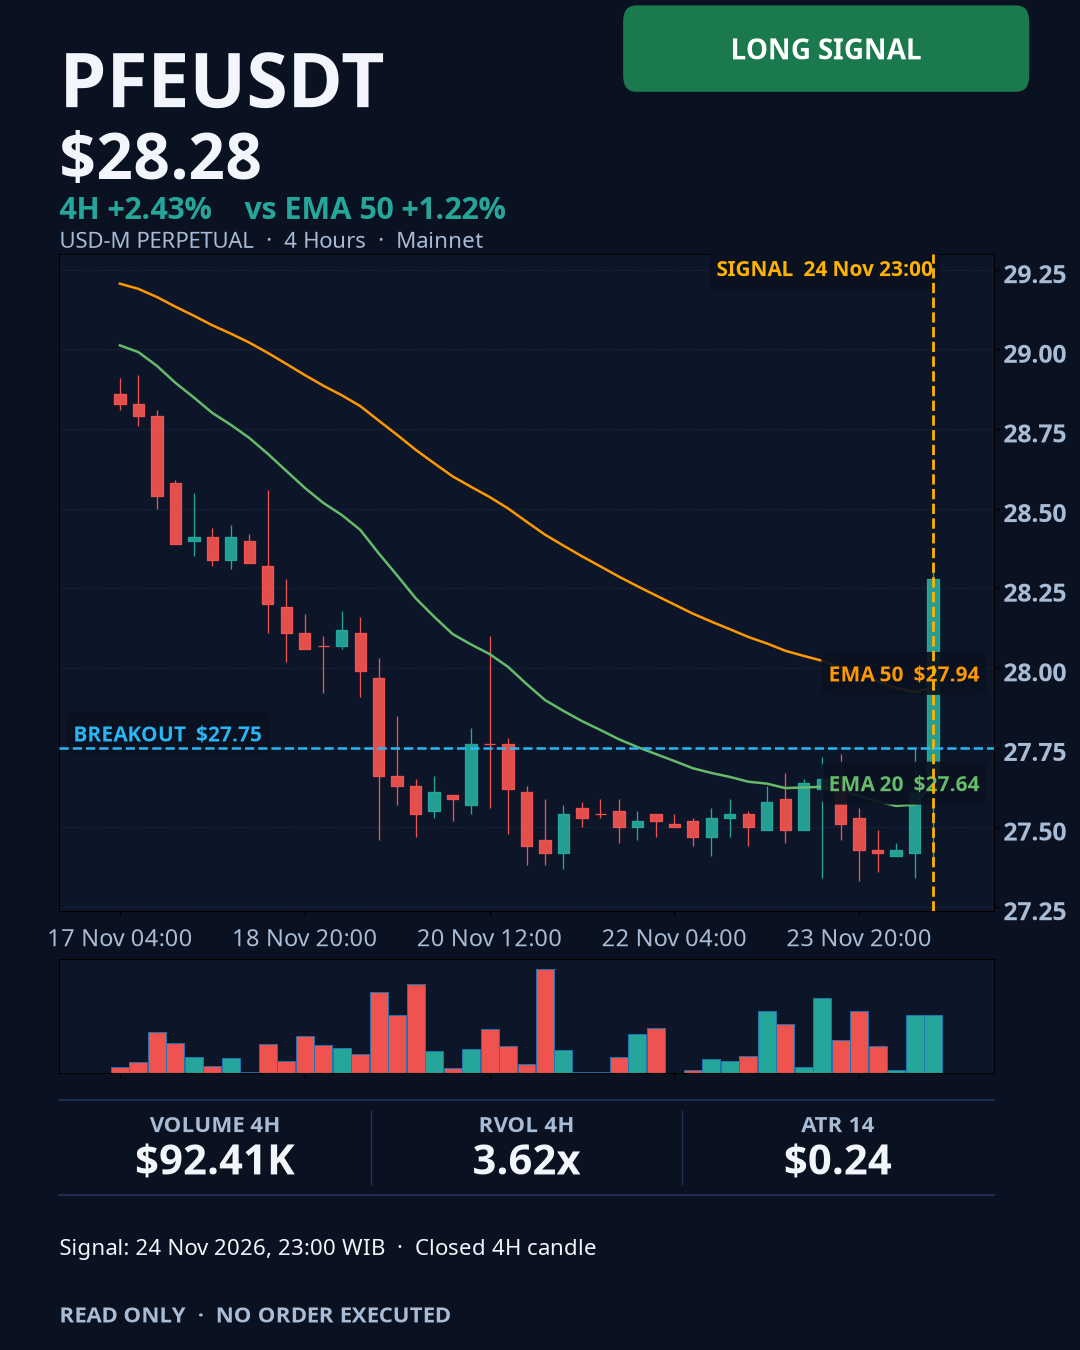 LONG SIGNAL
PFEUSDT
$28.28
4H +2.43% vs EMA 50 +1.22%
USD-M PERPETUAL · 4 Hours · Mainnet
SIGNAL 24 Nov 23:00
29.25
29.00
28.75
28.50
28.25
28.00
27.75
27.50
27.25
EMA 50 $27.94
BREAKOUT $27.75
EMA 20 $27.64
17 Nov 04:00 18 Nov 20:00 20 Nov 12:00 22 Nov 04:00 23 Nov 20:00
VOLUME 4H RVOL 4H ATR 14
$92.41K 3.62x $0.24
Signal: 24 Nov 2026, 23:00 WIB · Closed 4H candle
READ ONLY · NO ORDER EXECUTED